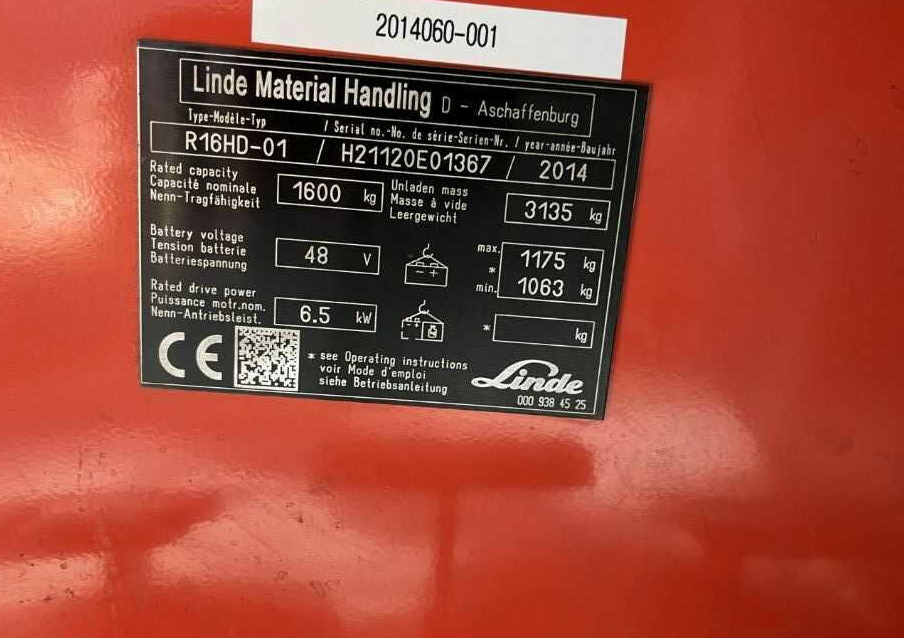 2014060-001
Linde Material Handling D - Aschaffenburg
Type-Modèle-Typ / Serial no.-No. de série-Serien-Nr. / year-année-Baujahr
R16HD-01 / H21120E01367 / 2014
Rated capacity
Capacité nominale
Nenn-Tragfähigkeit
1600 kg
Unladen mass
Masse à vide
Leergewicht
3135 kg
Battery voltage
Tension batterie
Batteriespannung
48 V
- +
max. 1175 kg
*
min. 1063 kg
Rated drive power
Puissance motr.nom.
Nenn-Antriebsleist.
6.5 kW
* kg
CE
* see Operating instructions
voir Mode d'emploi
siehe Betriebsanleitung
Linde
000 938 45 25